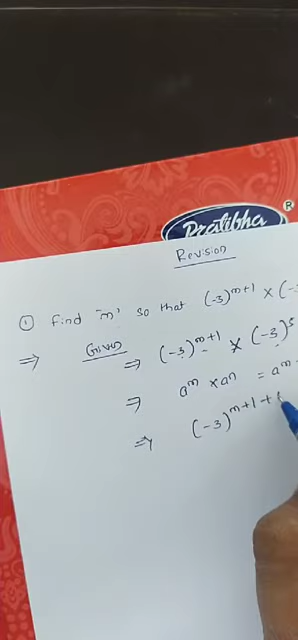 Pratibha ®
Revision
① Find "m" so that (-3)^{m+1} × (-
⇒ Given ⇒ (-3)^{m+1} × (-3)^5
⇒ a^m × a^n = a^m
⇒ (-3)^{m+1+